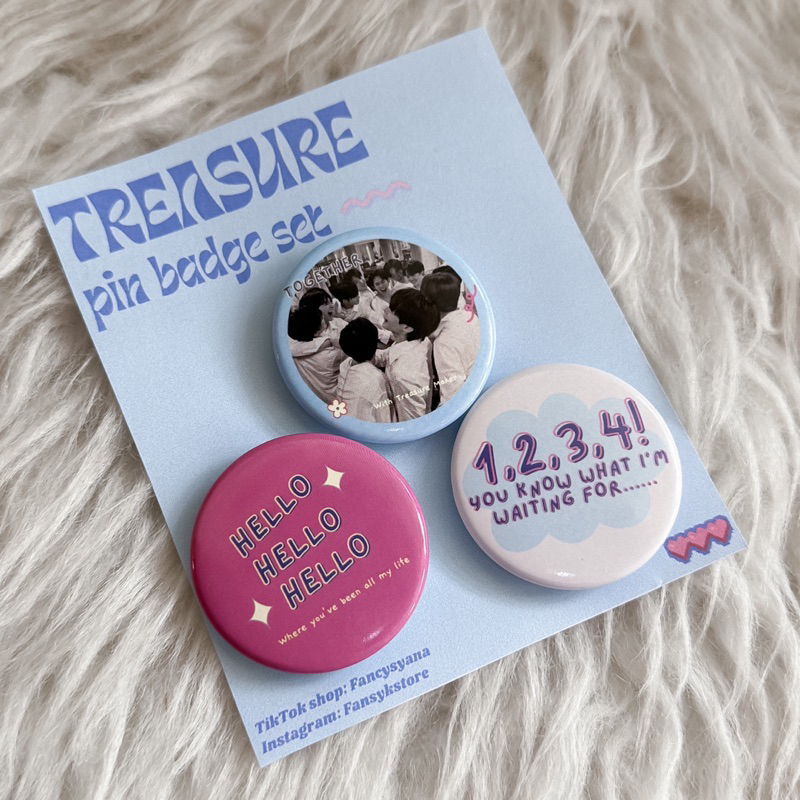 TREASURE
pin badge set
TOGETHER
With Treasure Maker
1,2,3,4!
YOU KNOW WHAT I'M
WAITING FOR......
HELLO
HELLO
HELLO
Where you've been all my life
TikTok shop; Fancysyana
Instagram: Fansykstore